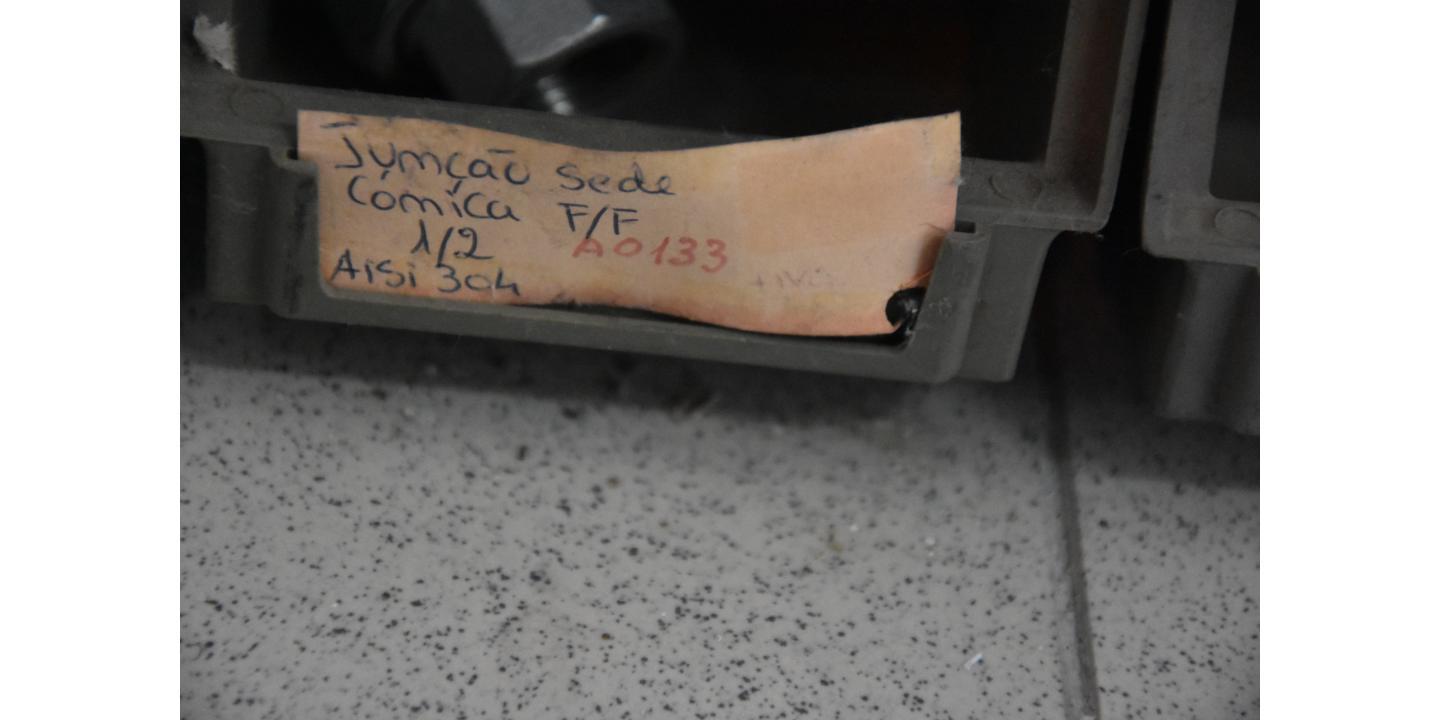 Junção sede
Cónica F/F
1/2 A0133
Aisi 304